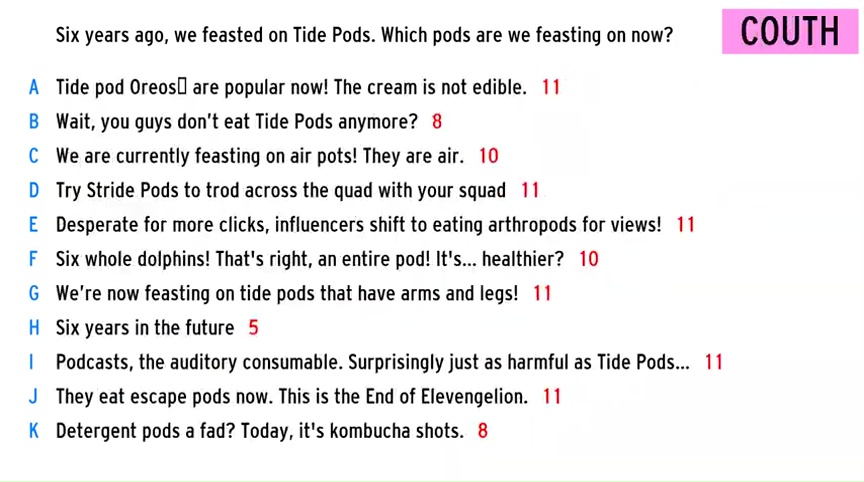 Six years ago, we feasted on Tide Pods. Which pods are we feasting on now?
COUTH
A Tide pod Oreos▯ are popular now! The cream is not edible. 11
B Wait, you guys don't eat Tide Pods anymore? 8
C We are currently feasting on air pots! They are air. 10
D Try Stride Pods to trod across the quad with your squad 11
E Desperate for more clicks, influencers shift to eating arthropods for views! 11
F Six whole dolphins! That's right, an entire pod! It's... healthier? 10
G We're now feasting on tide pods that have arms and legs! 11
H Six years in the future 5
I Podcasts, the auditory consumable. Surprisingly just as harmful as Tide Pods... 11
J They eat escape pods now. This is the End of Elevengelion. 11
K Detergent pods a fad? Today, it's kombucha shots. 8